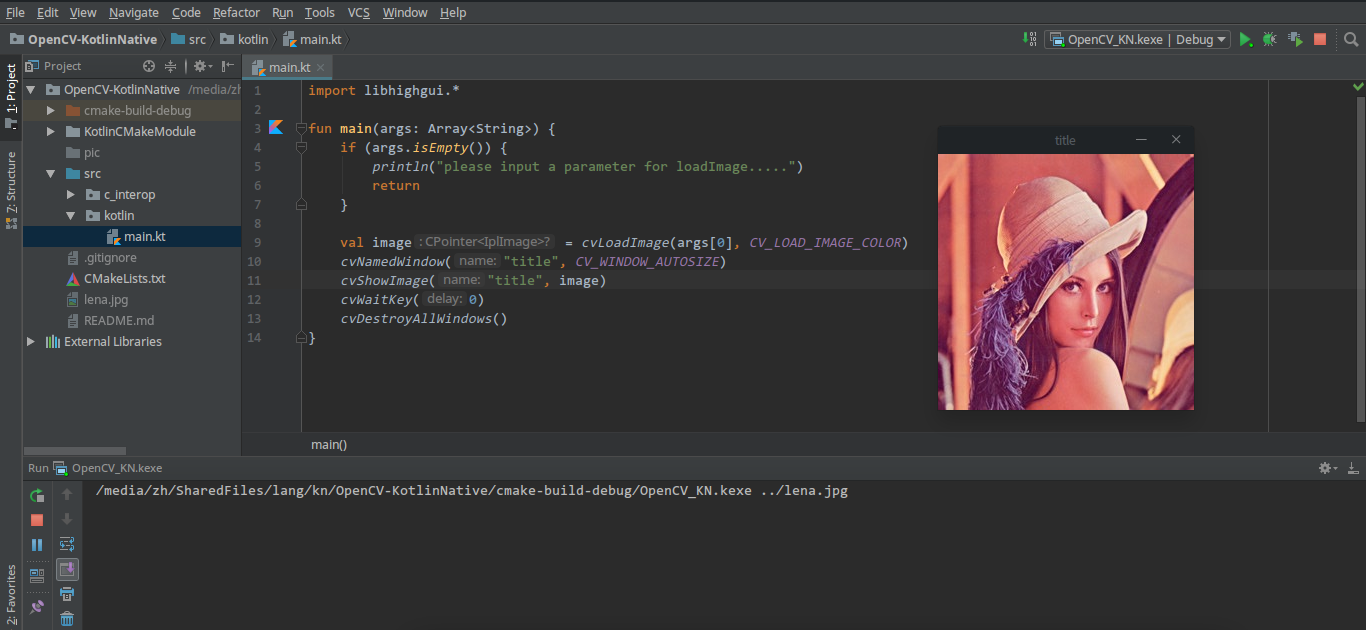 File Edit View Navigate Code Refactor Run Tools VCS Window Help
OpenCV-KotlinNative src kotlin main.kt
OpenCV_KN.kexe | Debug
1: Project
7: Structure
2: Favorites
Project
OpenCV-KotlinNative /media/zh
cmake-build-debug
KotlinCMakeModule
pic
src
c_interop
kotlin
main.kt
.gitignore
CMakeLists.txt
lena.jpg
README.md
External Libraries
main.kt
1 import libhighgui.*
2
3 fun main(args: Array<String>) {
4 if (args.isEmpty()) {
5 println("please input a parameter for loadImage.....")
6 return
7 }
8
9 val image : CPointer<IplImage>? = cvLoadImage(args[0], CV_LOAD_IMAGE_COLOR)
10 cvNamedWindow( name: "title", CV_WINDOW_AUTOSIZE)
11 cvShowImage( name: "title", image)
12 cvWaitKey( delay: 0)
13 cvDestroyAllWindows()
14 }
title
main()
Run OpenCV_KN.kexe
/media/zh/SharedFiles/lang/kn/OpenCV-KotlinNative/cmake-build-debug/OpenCV_KN.kexe ../lena.jpg